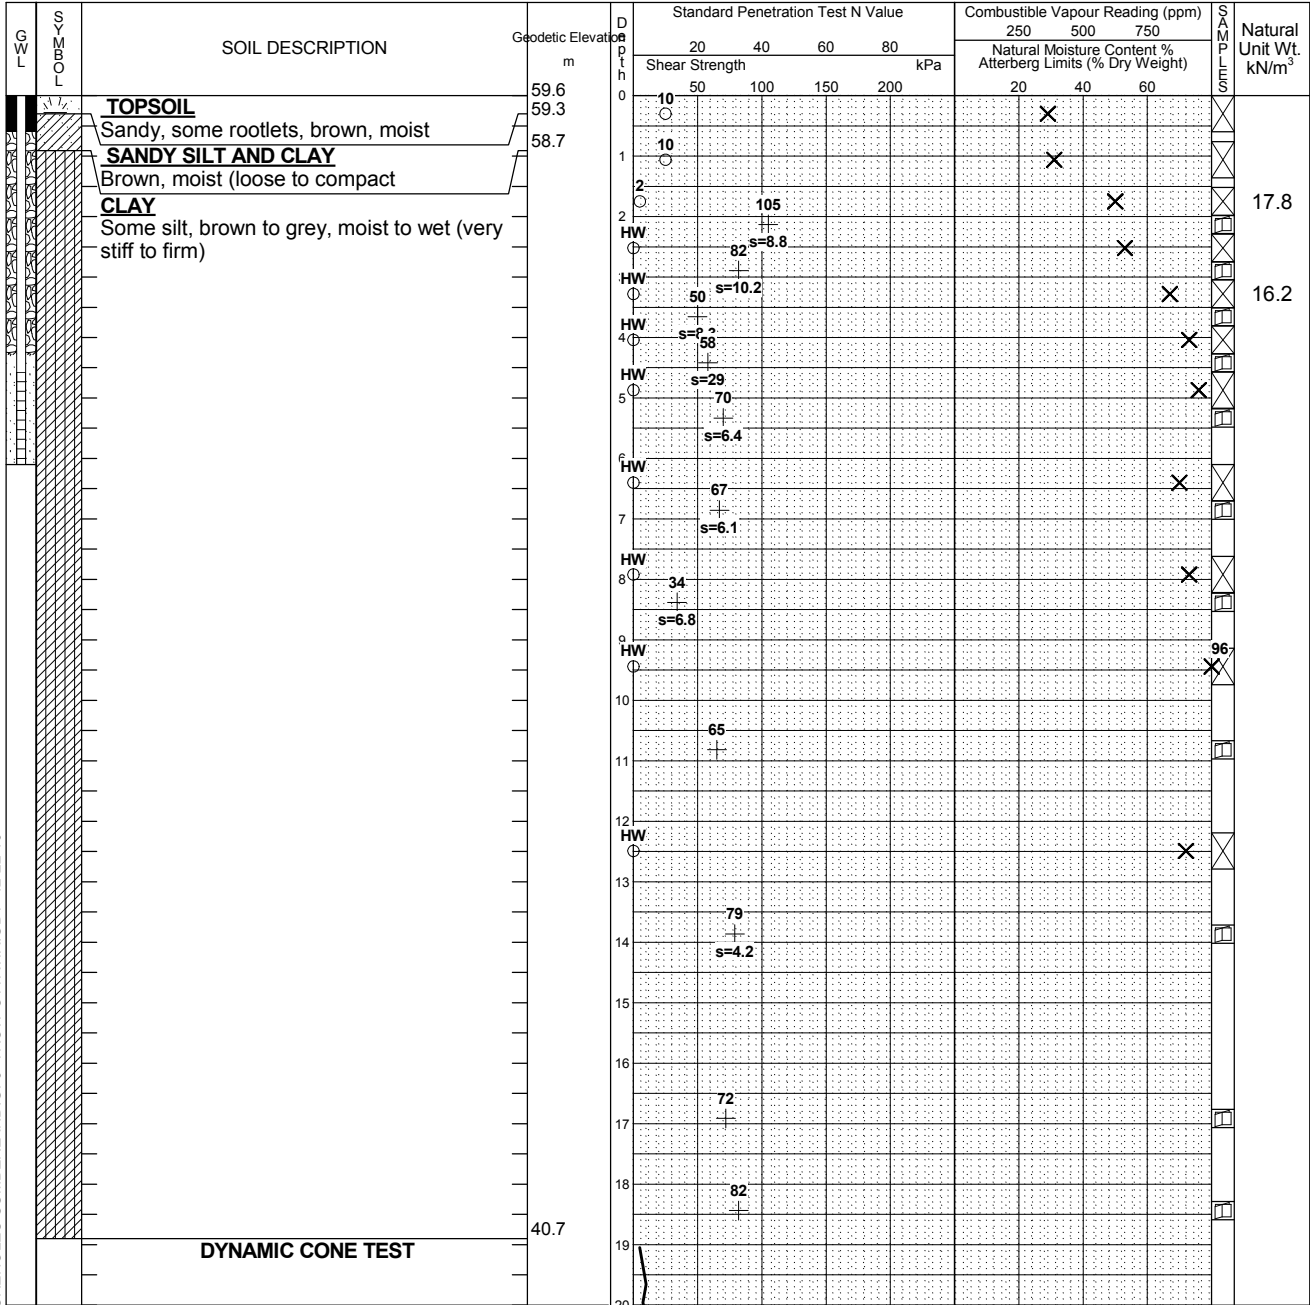 GWL
SYMBOL
SOIL DESCRIPTION
Geodetic Elevation
m
Depth
Standard Penetration Test N Value
20 40 60 80
Shear Strength kPa
50 100 150 200
Combustible Vapour Reading (ppm)
250 500 750
Natural Moisture Content %
Atterberg Limits (% Dry Weight)
20 40 60
SAMPLES
Natural
Unit Wt.
kN/m³
59.6
0
TOPSOIL
59.3
10
Sandy, some rootlets, brown, moist
58.7
10
SANDY SILT AND CLAY
1
Brown, moist (loose to compact
2
CLAY
105
17.8
Some silt, brown to grey, moist to wet (very
stiff to firm)
2
HW
s=8.8
82
HW
s=10.2
50
16.2
HW
4
58
HW
s=29
5
70
s=6.4
6
HW
67
7
s=6.1
HW
8
34
s=6.8
9
HW
96
10
65
11
12
HW
13
79
14
s=4.2
15
16
72
17
18
82
40.7
19
DYNAMIC CONE TEST
20